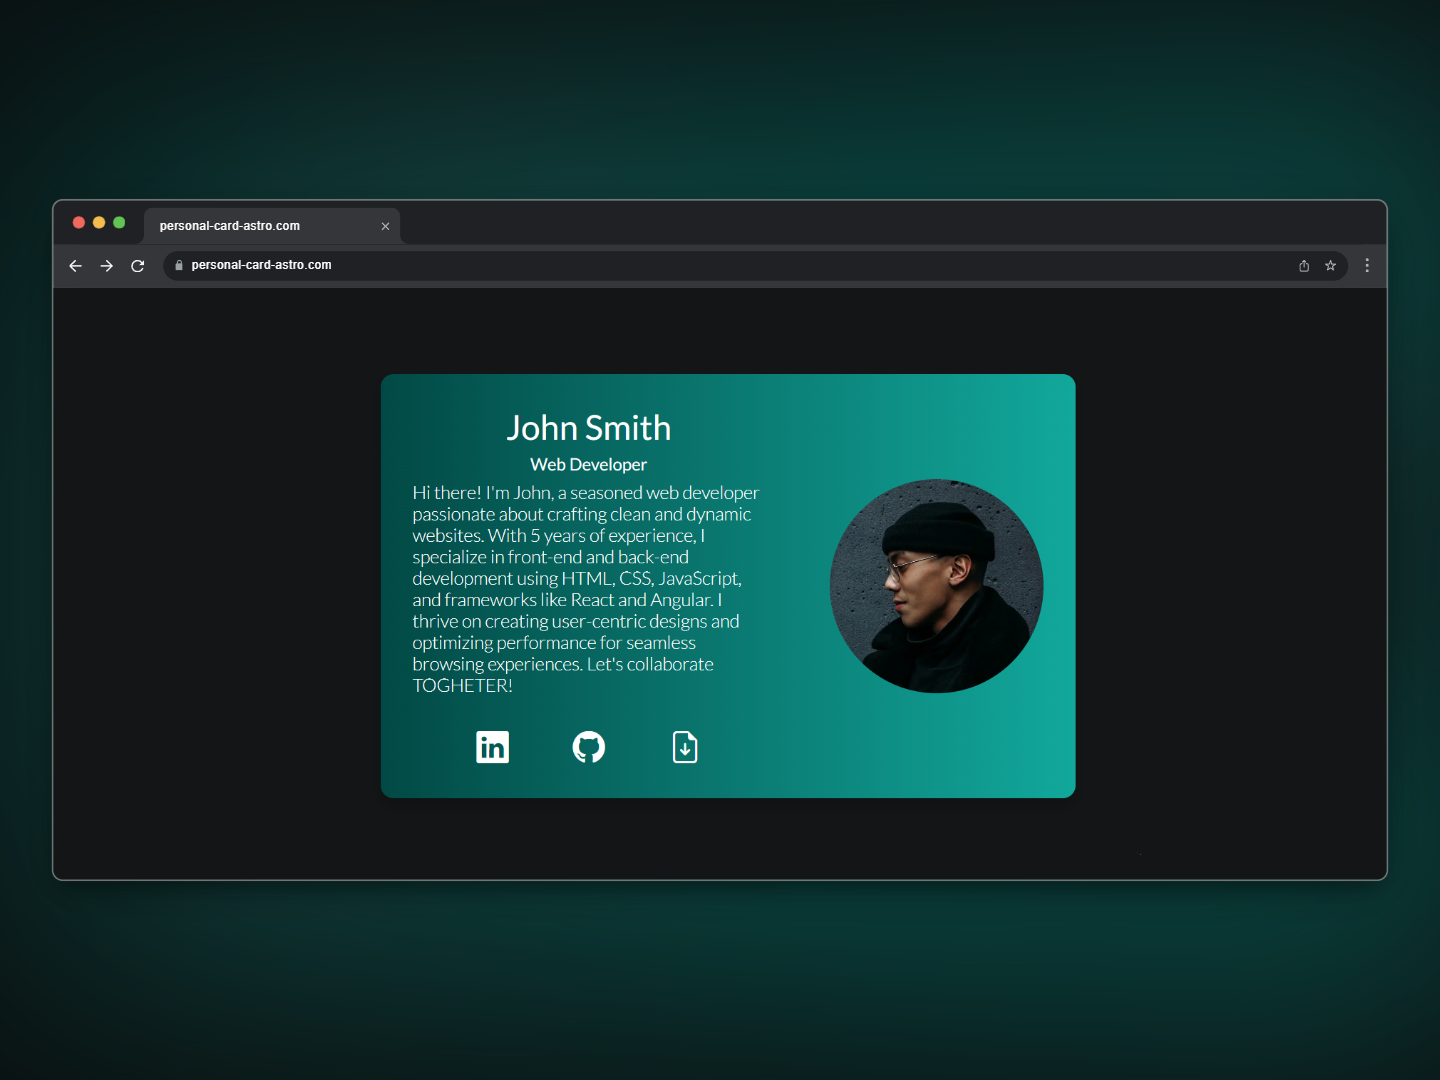 personal-card-astro.com
personal-card-astro.com
John Smith
Web Developer
Hi there! I'm John, a seasoned web developer
passionate about crafting clean and dynamic
websites. With 5 years of experience, I
specialize in front-end and back-end
development using HTML, CSS, JavaScript,
and frameworks like React and Angular. I
thrive on creating user-centric designs and
optimizing performance for seamless
browsing experiences. Let's collaborate
TOGHETER!
in